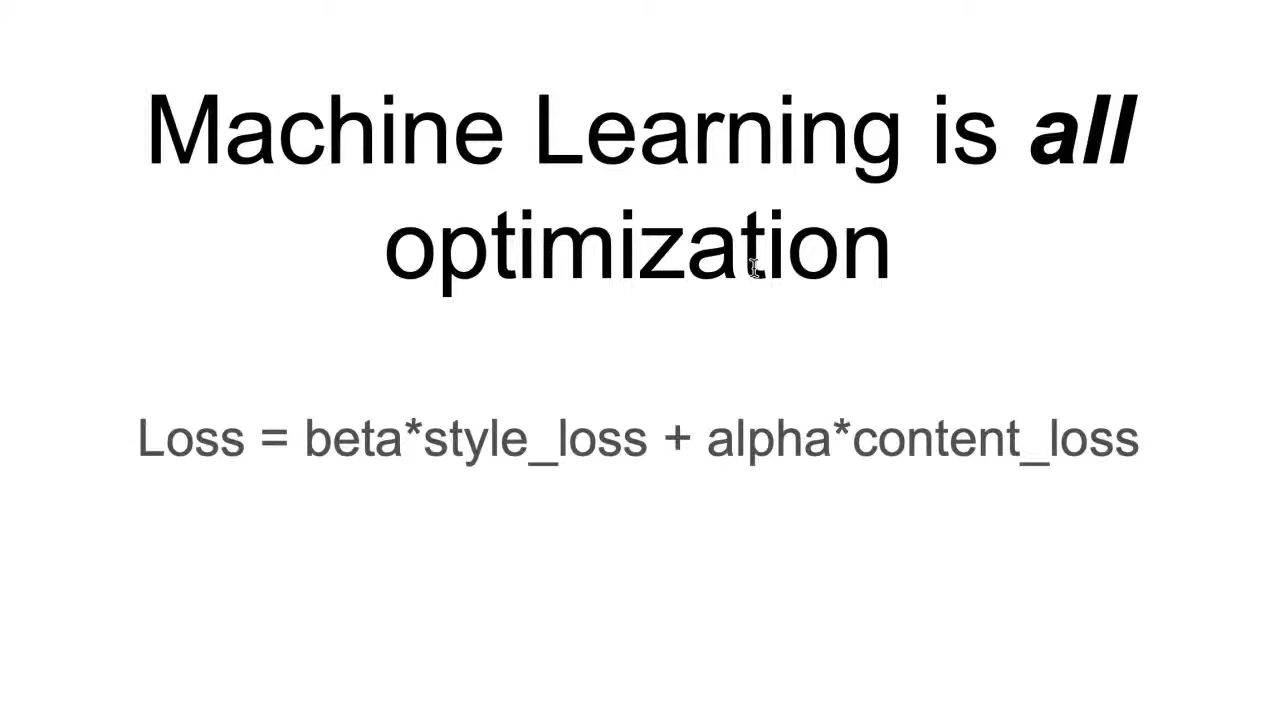 Machine Learning is all
optimization
Loss = beta*style_loss + alpha*content_loss